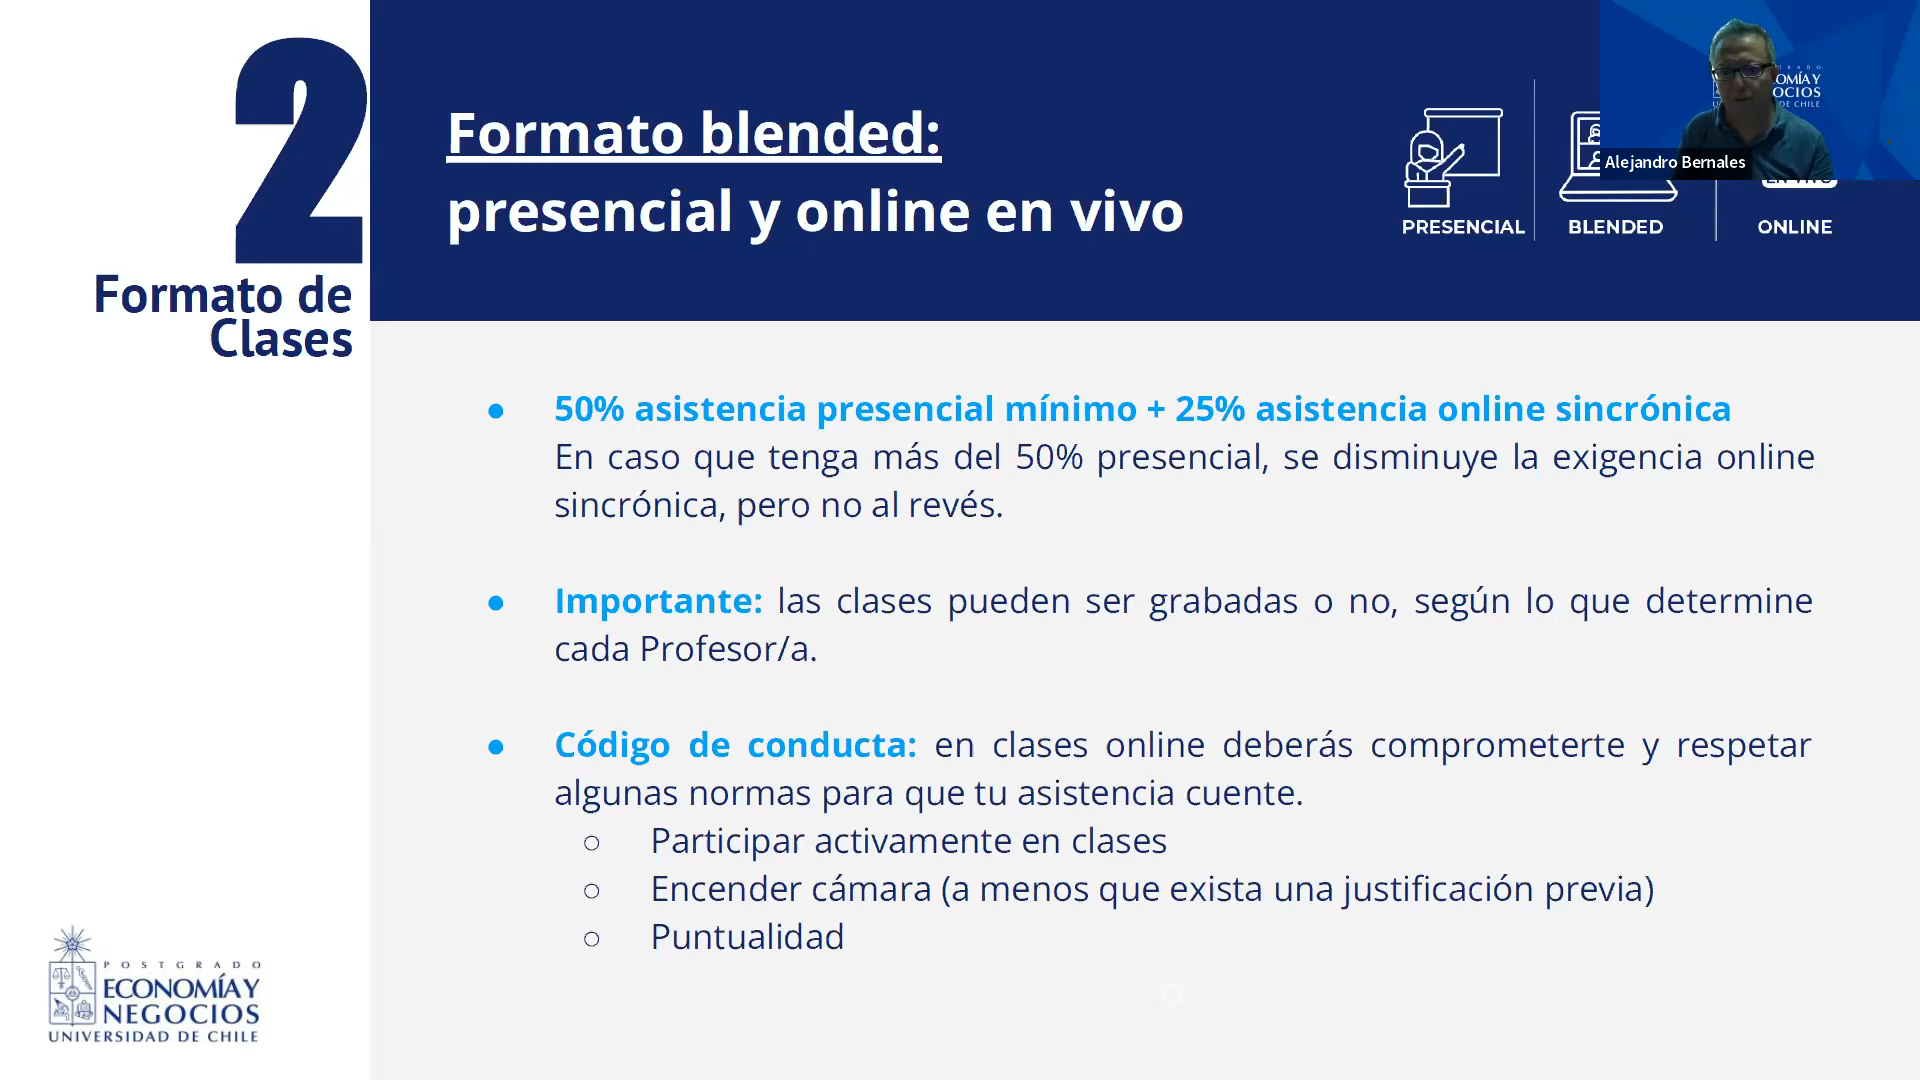 2
Formato de
Clases
Formato blended:
presencial y online en vivo
PRESENCIAL
BLENDED
ONLINE
Alejandro Bernales
● 50% asistencia presencial mínimo + 25% asistencia online sincrónica
En caso que tenga más del 50% presencial, se disminuye la exigencia online
sincrónica, pero no al revés.
● Importante: las clases pueden ser grabadas o no, según lo que determine
cada Profesor/a.
● Código de conducta: en clases online deberás comprometerte y respetar
algunas normas para que tu asistencia cuente.
○ Participar activamente en clases
○ Encender cámara (a menos que exista una justificación previa)
○ Puntualidad
POSTGRADO
ECONOMÍA Y
NEGOCIOS
UNIVERSIDAD DE CHILE